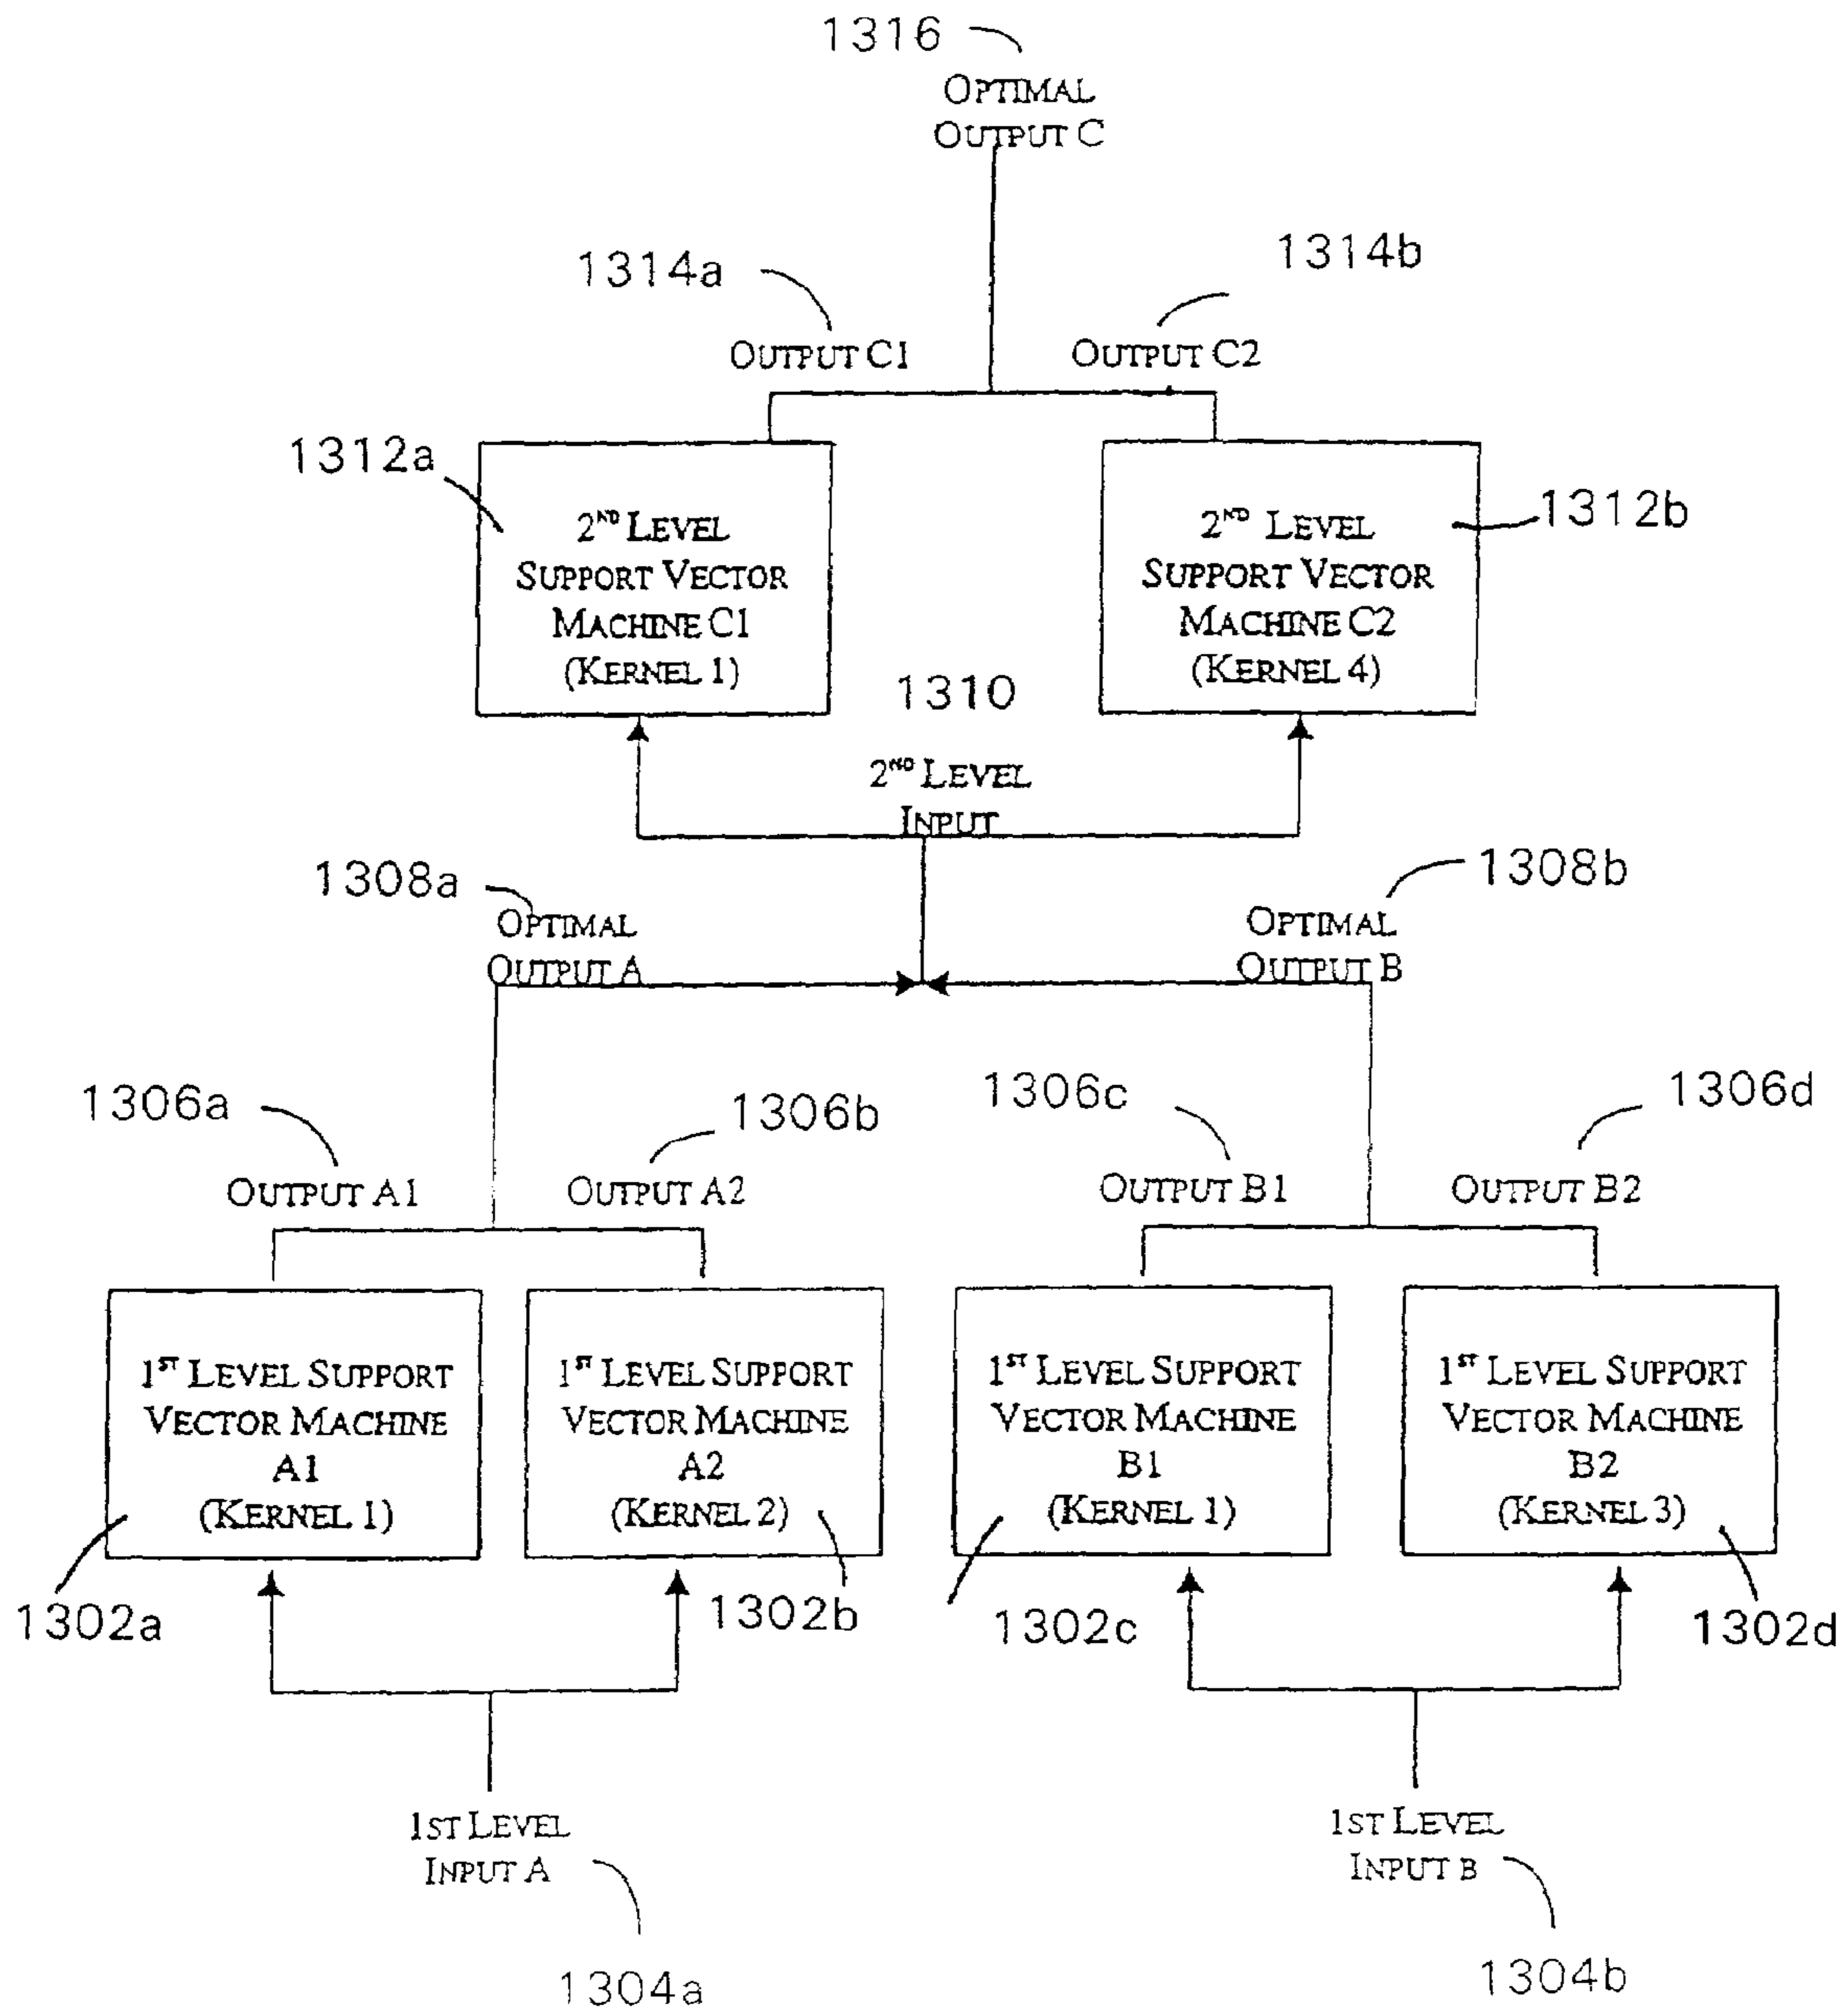 1316
OPTIMAL
OUTPUT C
1314a
1314b
OUTPUT C1
OUTPUT C2
1312a
2ND LEVEL
SUPPORT VECTOR
MACHINE C1
(KERNEL 1)
2ND LEVEL
SUPPORT VECTOR
MACHINE C2
(KERNEL 4)
1312b
1310
2ND LEVEL
INPUT
1308a
OPTIMAL
OUTPUT A
1308b
OPTIMAL
OUTPUT B
1306a
1306b
1306c
1306d
OUTPUT A1
OUTPUT A2
OUTPUT B1
OUTPUT B2
1ST LEVEL SUPPORT
VECTOR MACHINE
A1
(KERNEL 1)
1ST LEVEL SUPPORT
VECTOR MACHINE
A2
(KERNEL 2)
1ST LEVEL SUPPORT
VECTOR MACHINE
B1
(KERNEL 1)
1ST LEVEL SUPPORT
VECTOR MACHINE
B2
(KERNEL 3)
1302a
1302b
1302c
1302d
1ST LEVEL
INPUT A
1ST LEVEL
INPUT B
1304a
1304b